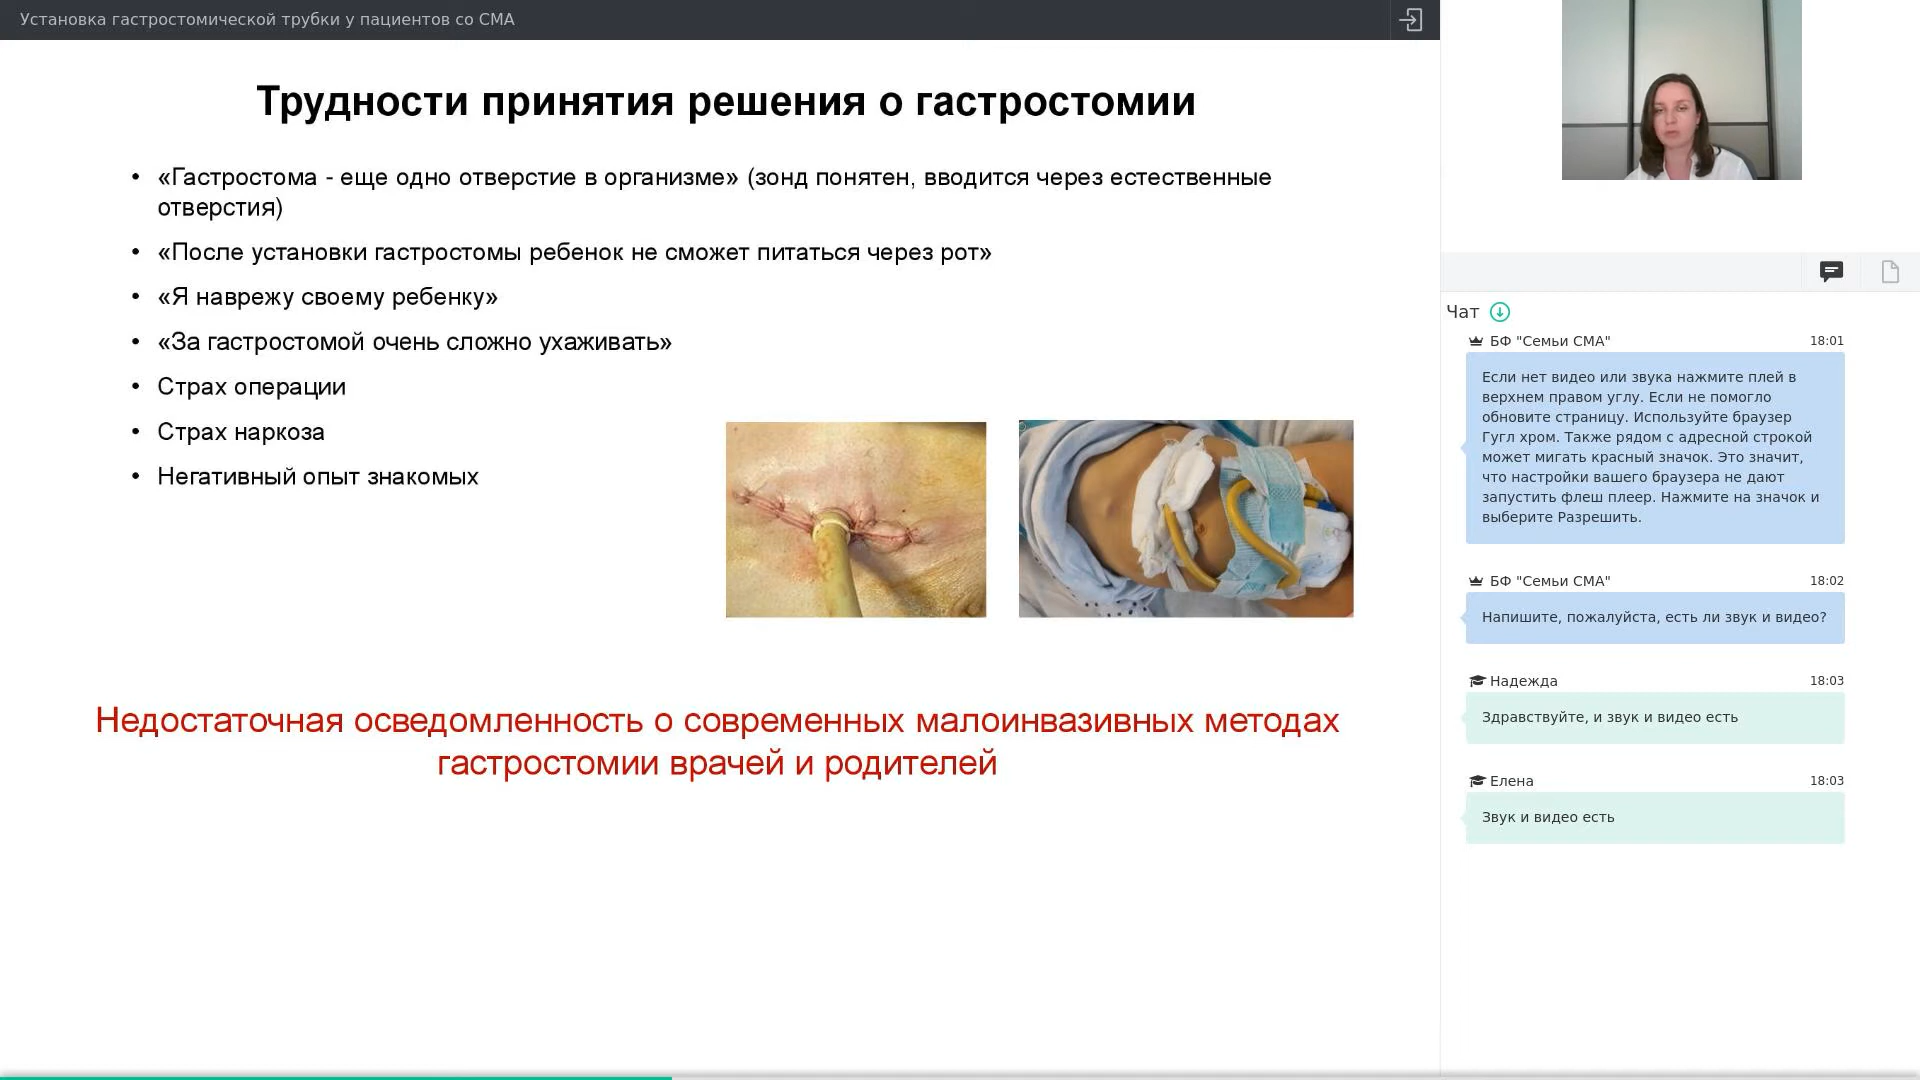 Установка гастростомической трубки у пациентов со СМА
Трудности принятия решения о гастростомии
• «Гастростома - еще одно отверстие в организме» (зонд понятен, вводится через естественные
отверстия)
• «После установки гастростомы ребенок не сможет питаться через рот»
• «Я наврежу своему ребенку»
• «За гастростомой очень сложно ухаживать»
• Страх операции
• Страх наркоза
• Негативный опыт знакомых
Недостаточная осведомленность о современных малоинвазивных методах
гастростомии врачей и родителей
Чат
БФ "Семьи СМА" 18:01
Если нет видео или звука нажмите плей в
верхнем правом углу. Если не помогло
обновите страницу. Используйте браузер
Гугл хром. Также рядом с адресной строкой
может мигать красный значок. Это значит,
что настройки вашего браузера не дают
запустить флеш плеер. Нажмите на значок и
выберите Разрешить.
БФ "Семьи СМА" 18:02
Напишите, пожалуйста, есть ли звук и видео?
Надежда 18:03
Здравствуйте, и звук и видео есть
Елена 18:03
Звук и видео есть